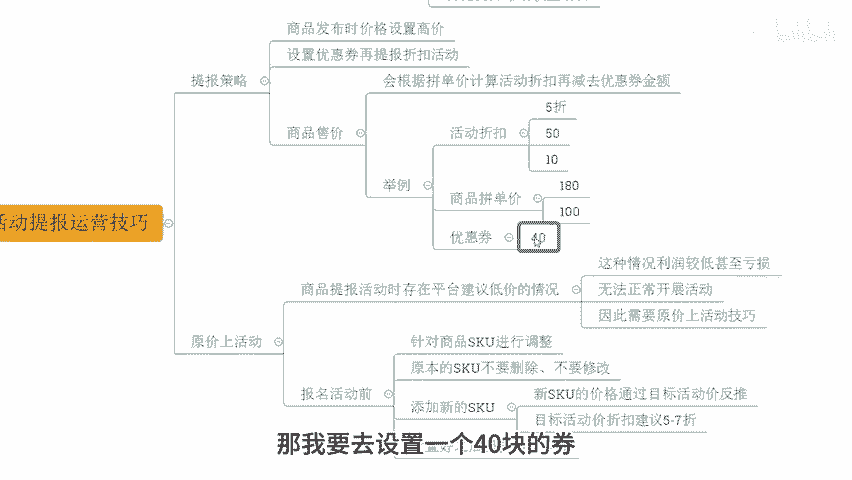 商品发布时价格设置高价
设置优惠券再提报折扣活动
提报策略
会根据拼单价计算活动折扣再减去优惠券金额
商品售价
5折
活动折扣
50
10
举例
180
商品拼单价
100
优惠券
40
活动提报运营技巧
这种情况利润较低甚至亏损
商品提报活动时存在平台建议低价的情况
无法正常开展活动
因此需要原价上活动技巧
原价上活动
针对商品SKU进行调整
原本的SKU不要删除、不要修改
报名活动前
新SKU的价格通过目标活动价反推
添加新的SKU
目标活动价折扣建议5-7折
那我要去设置一个40块的券